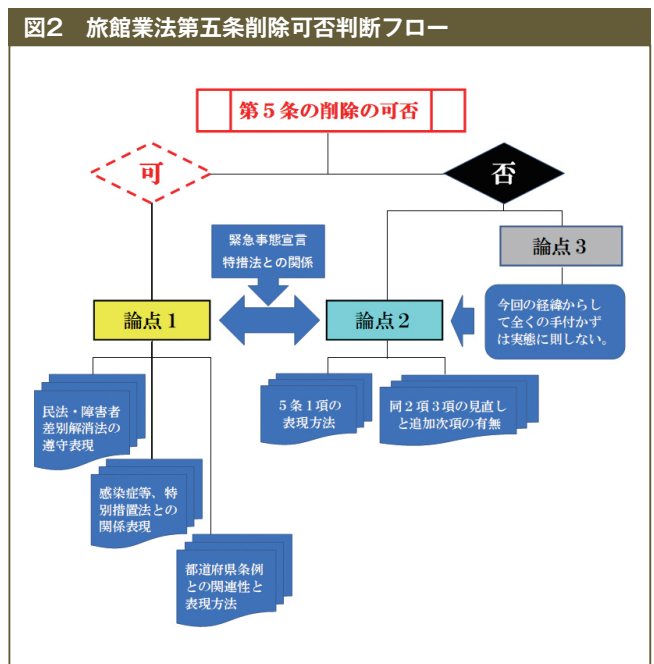 図2 旅館業法第五条削除可否判断フロー
第５条の削除の可否
可
否
緊急事態宣言
特措法との関係
論点３
論点１
論点２
今回の経緯からし
て全くの手付かず
は実態に則しない。
民法・障害者
差別解消法の
遵守表現
５条１項の
表現方法
同２項３項の見直し
と追加次項の有無
感染症等、特
別措置法との
関係表現
都道府県条例
との関連性と
表現方法